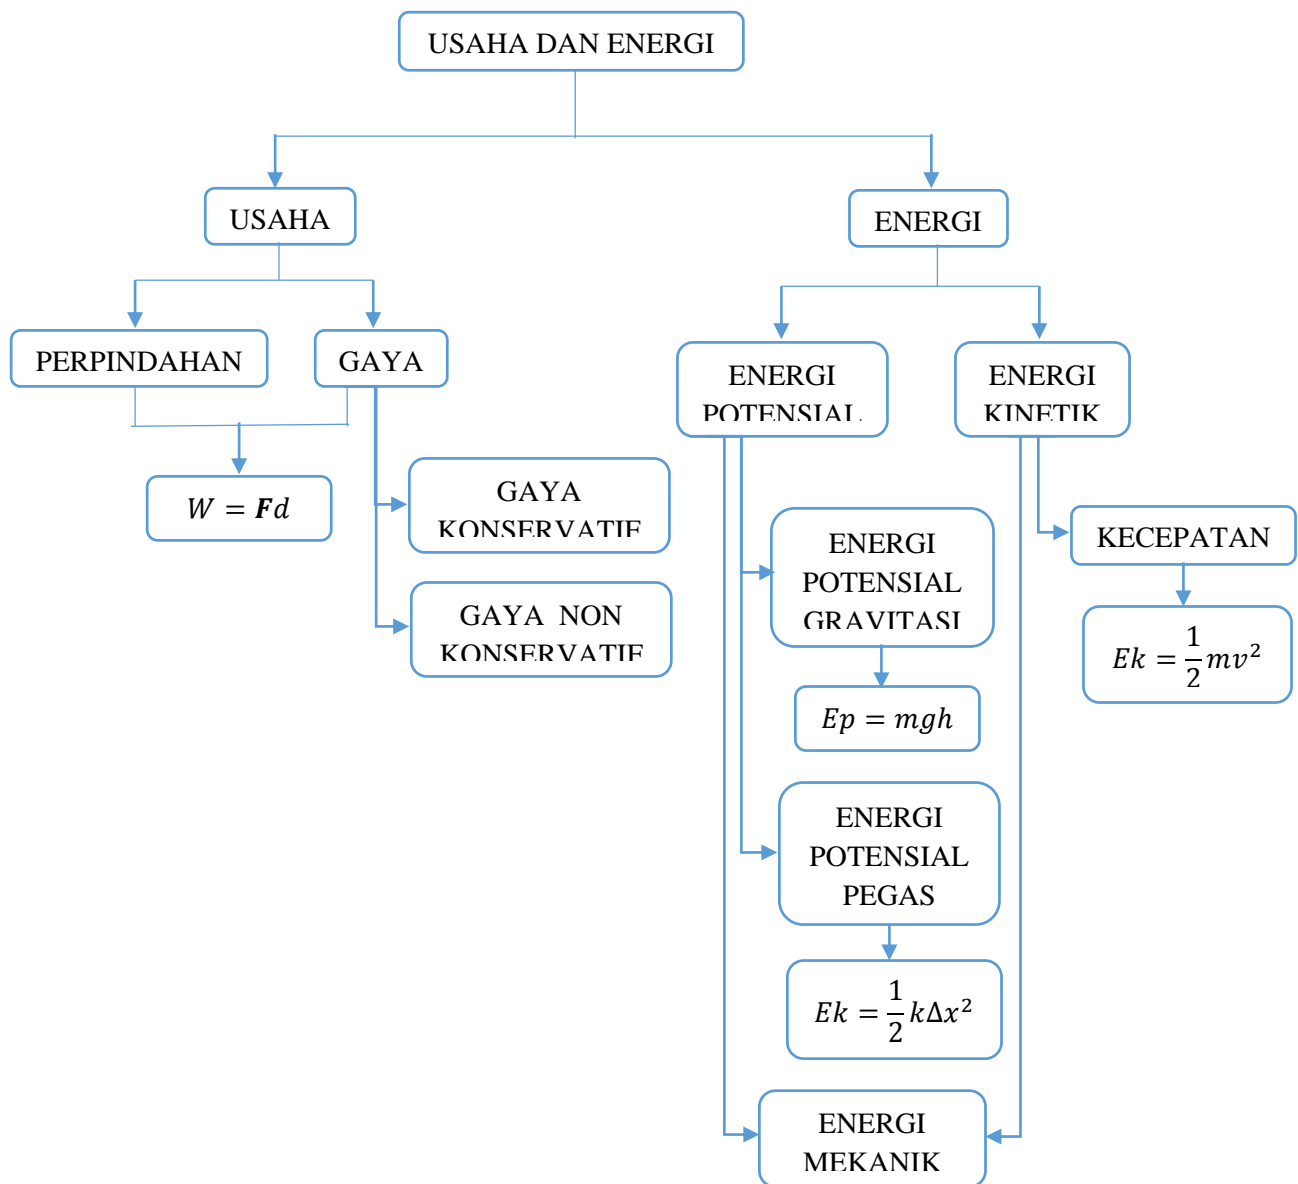 USAHA DAN ENERGI
USAHA
ENERGI
PERPINDAHAN
GAYA
W = Fd
GAYA
KONSERVATIF
GAYA NON
KONSERVATIF
ENERGI
POTENSIAL
ENERGI
KINETIK
ENERGI
POTENSIAL
GRAVITASI
Ep = mgh
KECEPATAN
Ek = 1/2 mv²
ENERGI
POTENSIAL
PEGAS
Ek = 1/2 kΔx²
ENERGI
MEKANIK